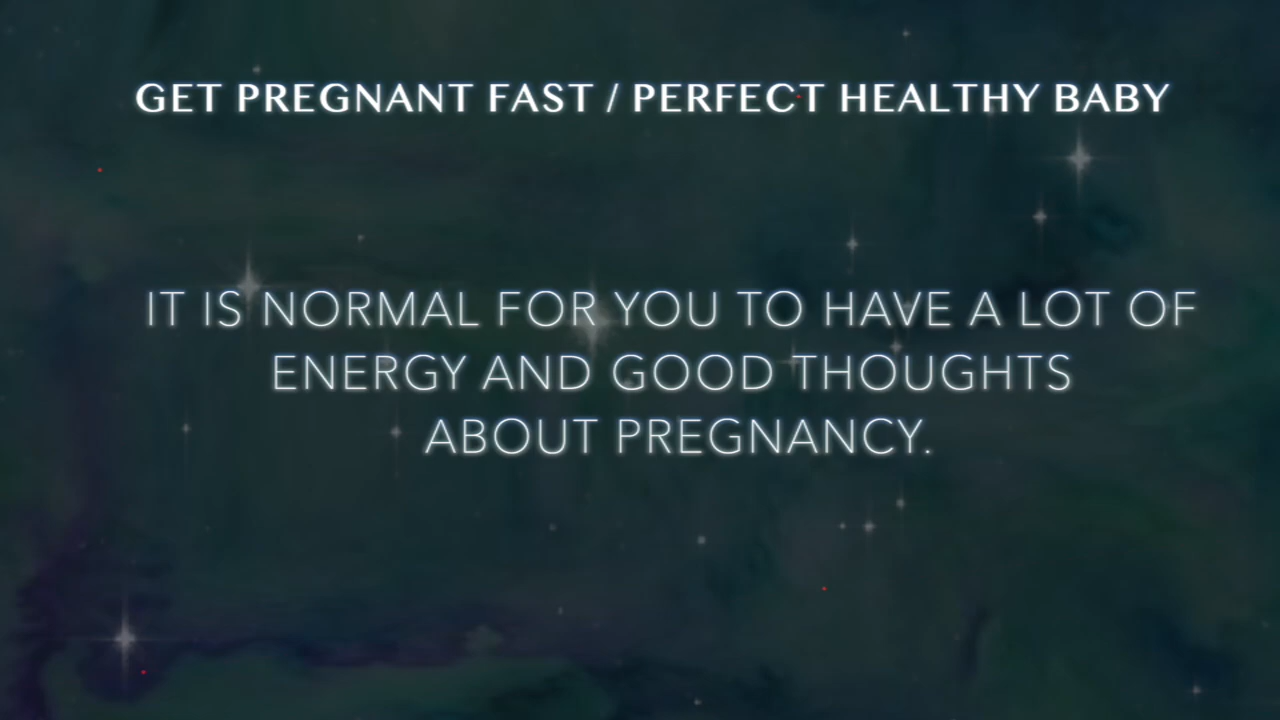 GET PREGNANT FAST / PERFECT HEALTHY BABY
IT IS NORMAL FOR YOU TO HAVE A LOT OF
ENERGY AND GOOD THOUGHTS
ABOUT PREGNANCY.